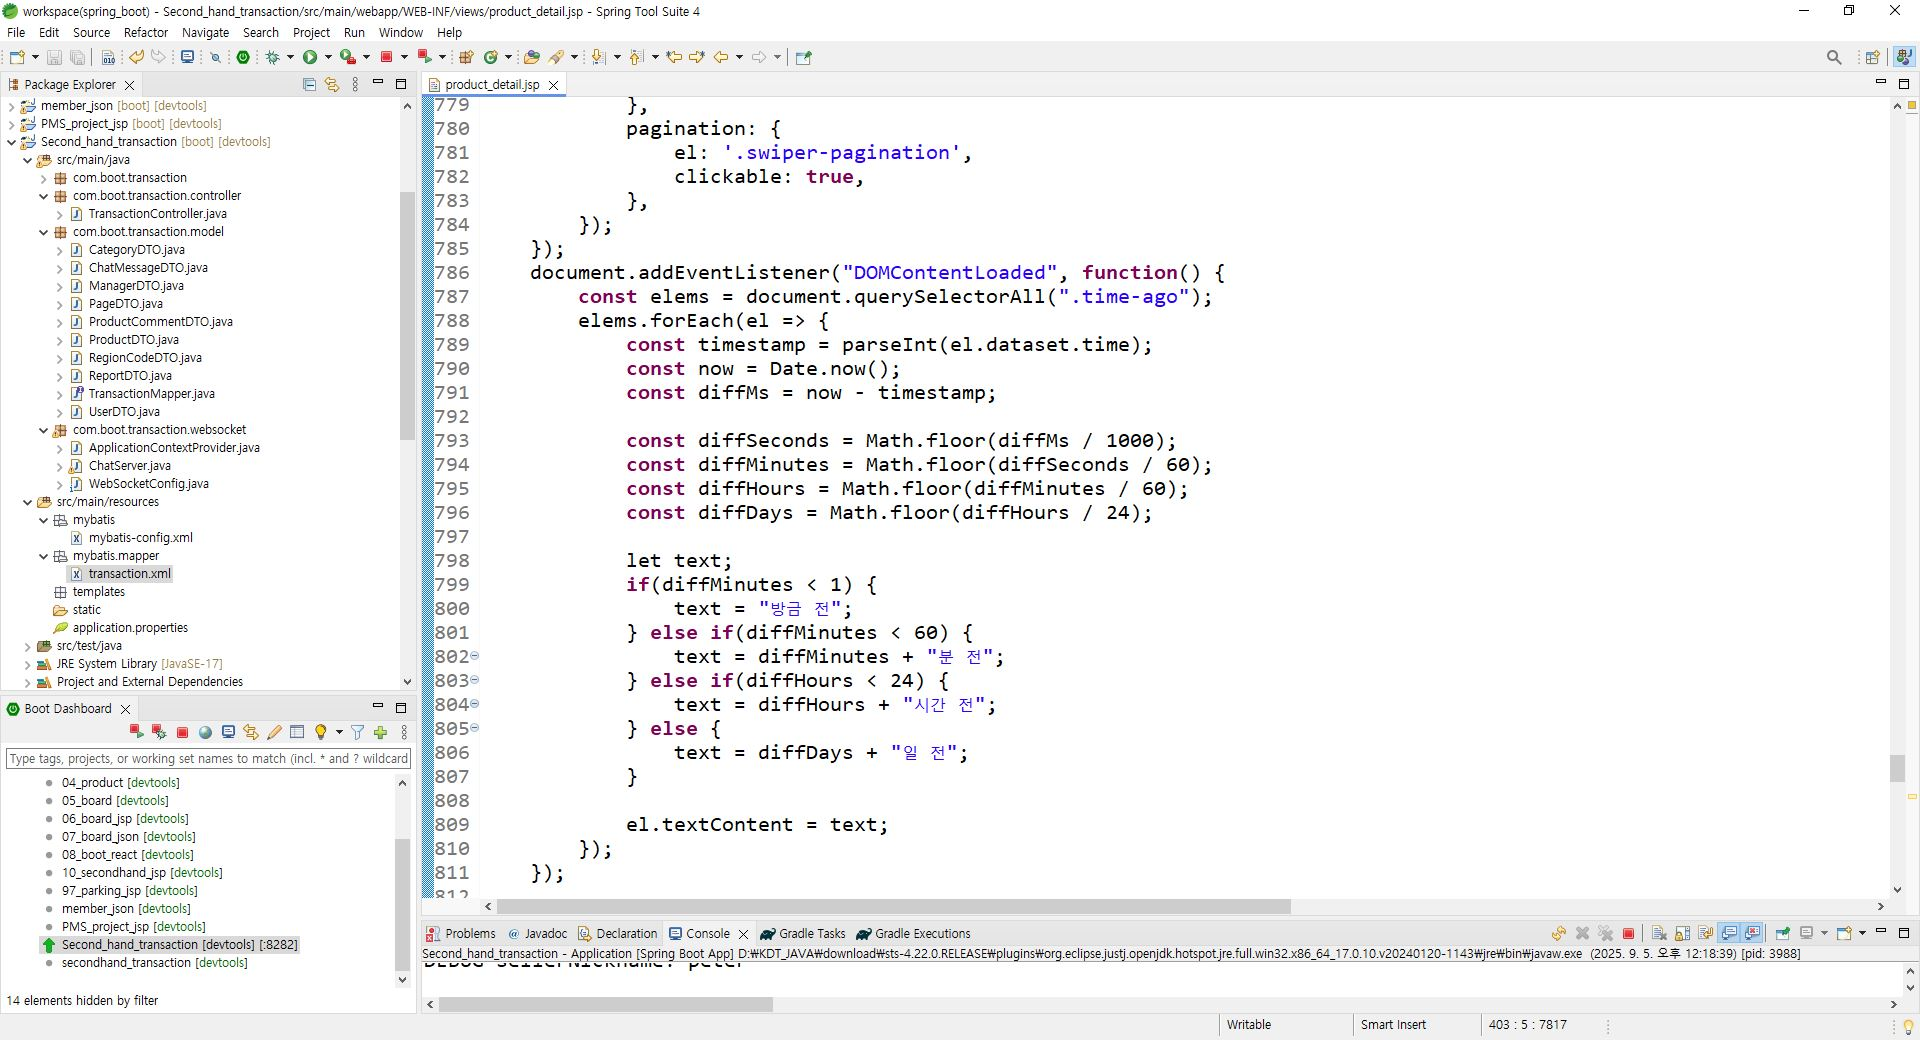 workspace(spring_boot) - Second_hand_transaction/src/main/webapp/WEB-INF/views/product_detail.jsp - Spring Tool Suite 4
File Edit Source Refactor Navigate Search Project Run Window Help
Package Explorer
member_json [boot] [devtools]
PMS_project_jsp [boot] [devtools]
Second_hand_transaction [boot] [devtools]
src/main/java
com.boot.transaction
com.boot.transaction.controller
TransactionController.java
com.boot.transaction.model
CategoryDTO.java
ChatMessageDTO.java
ManagerDTO.java
PageDTO.java
ProductCommentDTO.java
ProductDTO.java
RegionCodeDTO.java
ReportDTO.java
TransactionMapper.java
UserDTO.java
com.boot.transaction.websocket
ApplicationContextProvider.java
ChatServer.java
WebSocketConfig.java
src/main/resources
mybatis
mybatis-config.xml
mybatis.mapper
transaction.xml
templates
static
application.properties
src/test/java
JRE System Library [JavaSE-17]
Project and External Dependencies
Boot Dashboard
Type tags, projects, or working set names to match (incl. * and ? wildcard
04_product [devtools]
05_board [devtools]
06_board_jsp [devtools]
07_board_json [devtools]
08_boot_react [devtools]
10_secondhand_jsp [devtools]
97_parking_jsp [devtools]
member_json [devtools]
PMS_project_jsp [devtools]
Second_hand_transaction [devtools] [:8282]
secondhand_transaction [devtools]
14 elements hidden by filter
product_detail.jsp
779 },
780 pagination: {
781 el: '.swiper-pagination',
782 clickable: true,
783 },
784 });
785 });
786 document.addEventListener("DOMContentLoaded", function() {
787 const elems = document.querySelectorAll(".time-ago");
788 elems.forEach(el => {
789 const timestamp = parseInt(el.dataset.time);
790 const now = Date.now();
791 const diffMs = now - timestamp;
792
793 const diffSeconds = Math.floor(diffMs / 1000);
794 const diffMinutes = Math.floor(diffSeconds / 60);
795 const diffHours = Math.floor(diffMinutes / 60);
796 const diffDays = Math.floor(diffHours / 24);
797
798 let text;
799 if(diffMinutes < 1) {
800 text = "방금 전";
801 } else if(diffMinutes < 60) {
802 text = diffMinutes + "분 전";
803 } else if(diffHours < 24) {
804 text = diffHours + "시간 전";
805 } else {
806 text = diffDays + "일 전";
807 }
808
809 el.textContent = text;
810 });
811 });
812
Problems Javadoc Declaration Console Gradle Tasks Gradle Executions
Second_hand_transaction - Application [Spring Boot App] D:₩KDT_JAVA₩download₩sts-4.22.0.RELEASE₩plugins₩org.eclipse.justj.openjdk.hotspot.jre.full.win32.x86_64_17.0.10.v20240120-1143₩jre₩bin₩javaw.exe (2025. 9. 5. 오후 12:18:39) [pid: 3988]
DEBUG sellerNickname: peter
Writable Smart Insert 403 : 5 : 7817